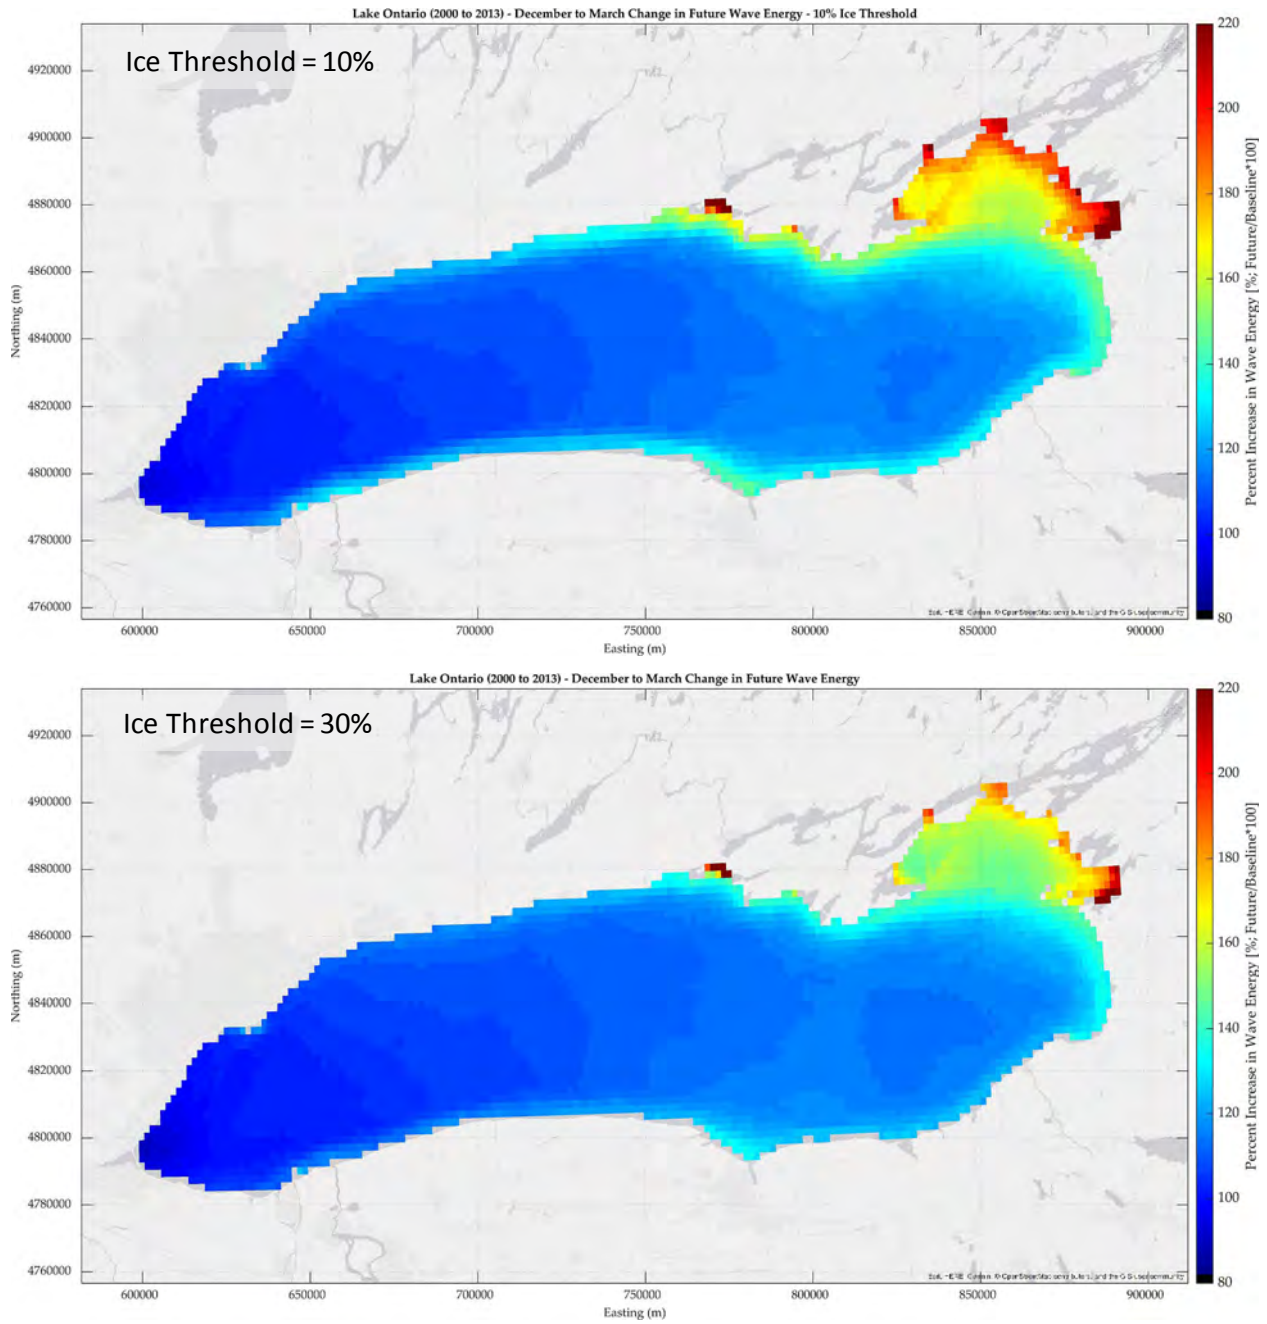 Lake Ontario (2000 to 2013) - December to March Change in Future Wave Energy - 10% Ice Threshold
Ice Threshold = 10%
220
200
180
160
140
120
100
80
Percent Increase in Wave Energy [%; Future/Baseline*100]
4920000
4900000
4880000
4860000
4840000
4820000
4800000
4780000
4760000
Northing (m)
600000 650000 700000 750000 800000 850000 900000
Easting (m)
Lake Ontario (2000 to 2013) - December to March Change in Future Wave Energy
Ice Threshold = 30%
220
200
180
160
140
120
100
80
Percent Increase in Wave Energy [%; Future/Baseline*100]
4920000
4900000
4880000
4860000
4840000
4820000
4800000
4780000
4760000
Northing (m)
600000 650000 700000 750000 800000 850000 900000
Easting (m)